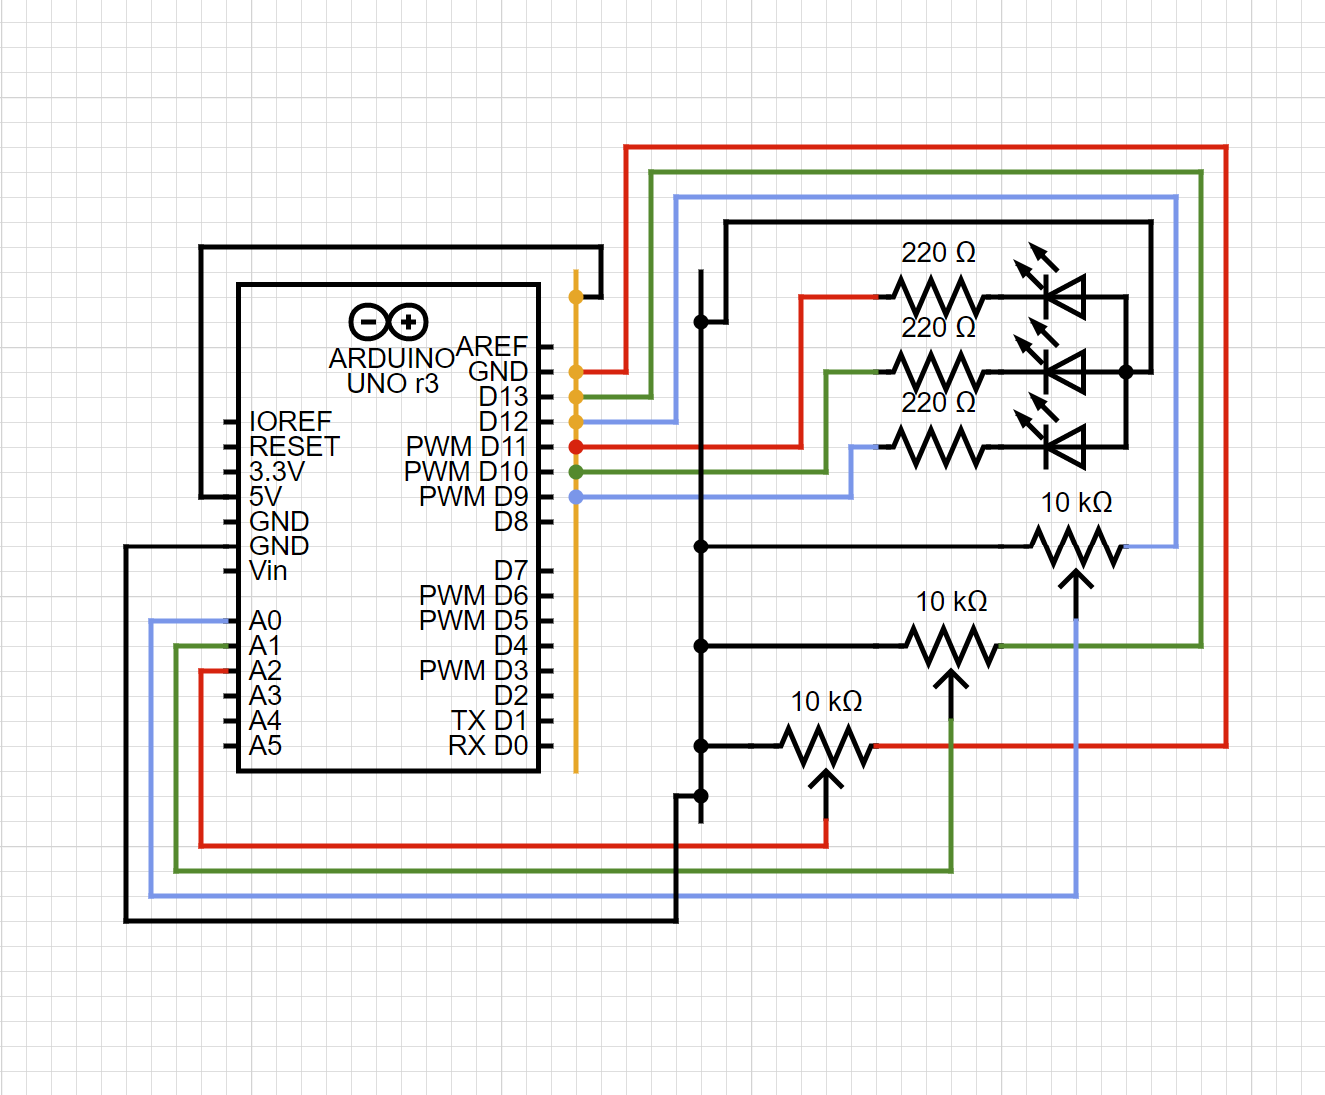 220 Ω
220 Ω
220 Ω
10 kΩ
10 kΩ
10 kΩ
ARDUINO
UNO r3
IOREF
RESET
3.3V
5V
GND
GND
Vin
A0
A1
A2
A3
A4
A5
AREF
GND
D13
D12
PWM D11
PWM D10
PWM D9
D8
D7
PWM D6
PWM D5
D4
PWM D3
D2
TX D1
RX D0